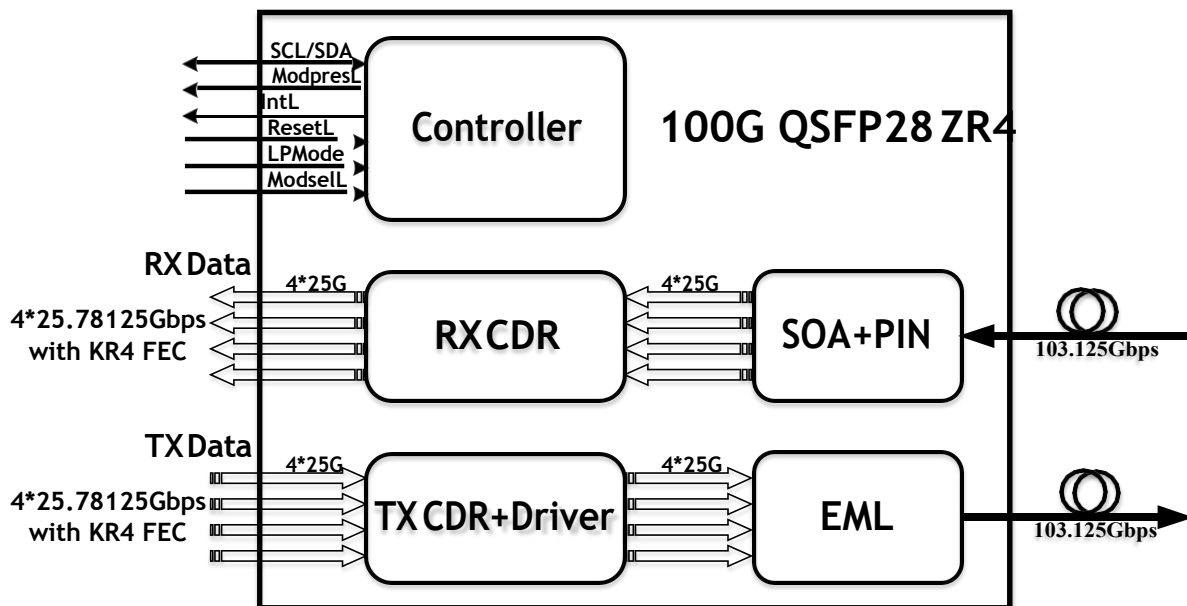 SCL/SDA
ModpresL
IntL
ResetL
LPMode
ModselL
Controller
100G QSFP28 ZR4
RX Data
4*25G
4*25G
4*25.78125Gbps
with KR4 FEC
RX CDR
SOA+PIN
103.125Gbps
TX Data
4*25G
4*25G
4*25.78125Gbps
with KR4 FEC
TX CDR+Driver
EML
103.125Gbps